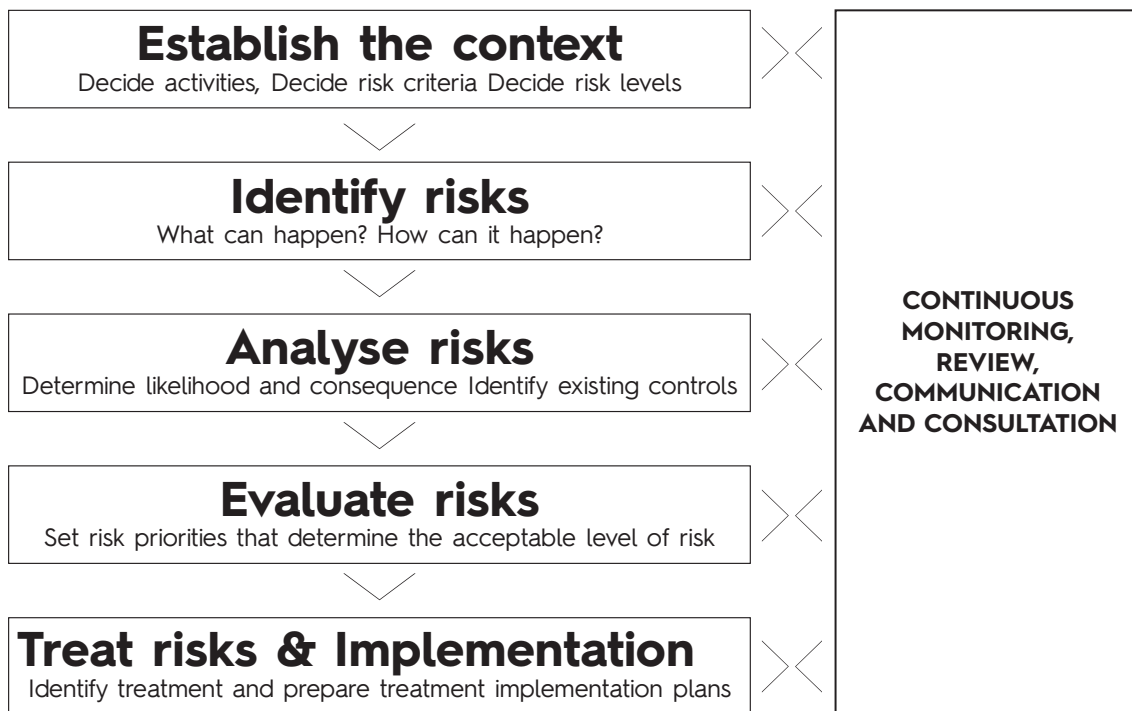 Establish the context
Decide activities, Decide risk criteria Decide risk levels
Identify risks
What can happen? How can it happen?
Analyse risks
Determine likelihood and consequence Identify existing controls
Evaluate risks
Set risk priorities that determine the acceptable level of risk
Treat risks & Implementation
Identify treatment and prepare treatment implementation plans
CONTINUOUS
MONITORING,
REVIEW,
COMMUNICATION
AND CONSULTATION